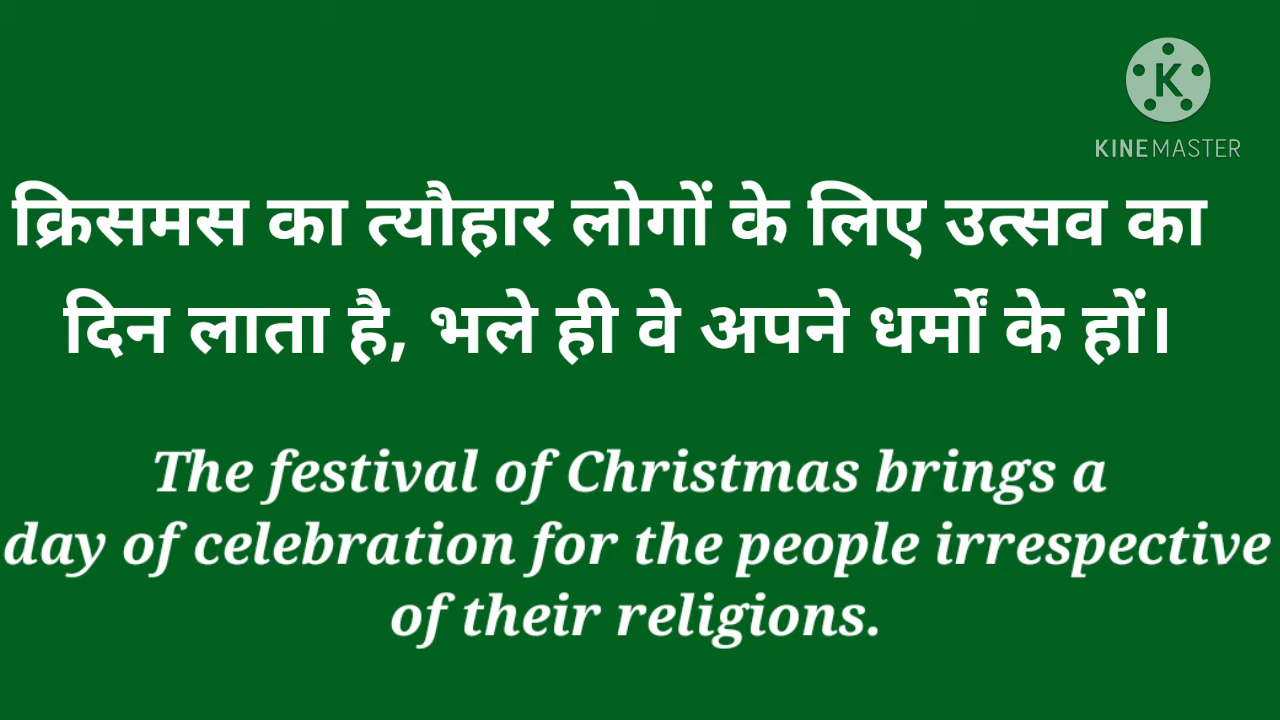 KINEMASTER
क्रिसमस का त्यौहार लोगों के लिए उत्सव का
दिन लाता है, भले ही वे अपने धर्मों के हों।
The festival of Christmas brings a
day of celebration for the people irrespective
of their religions.